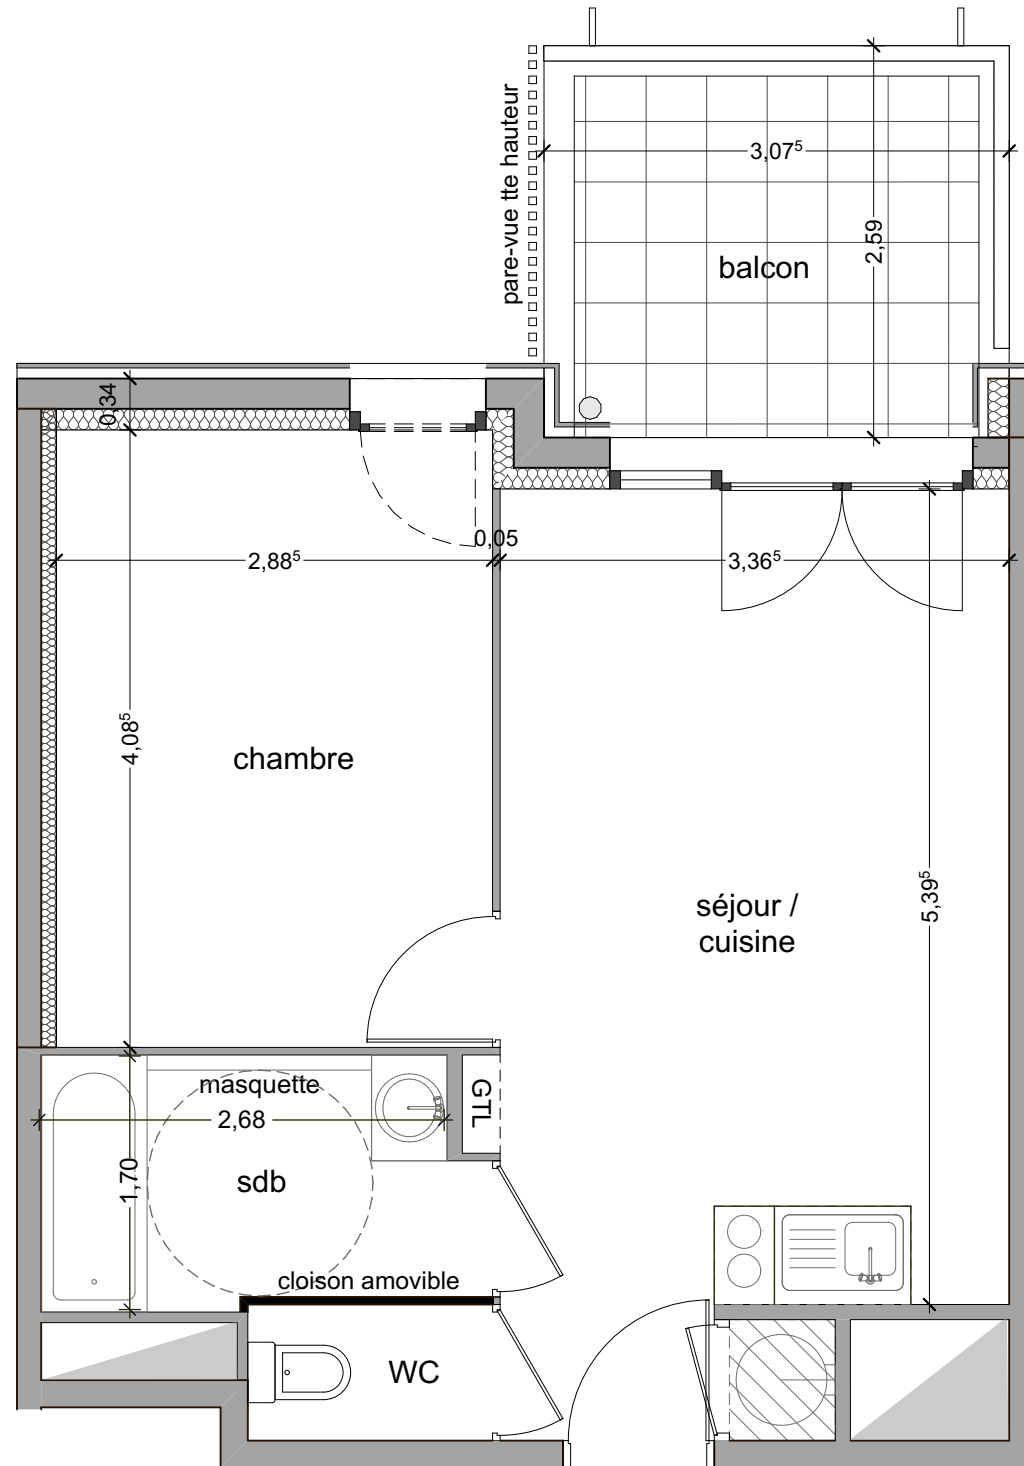 pare-vue tte hauteur
3,07⁵
2,59
balcon
0,34
0,05
2,88⁵
3,36⁵
4,08⁵
chambre
séjour /
cuisine
5,39⁵
masquette
GTL
2,68
1,70
sdb
cloison amovible
WC